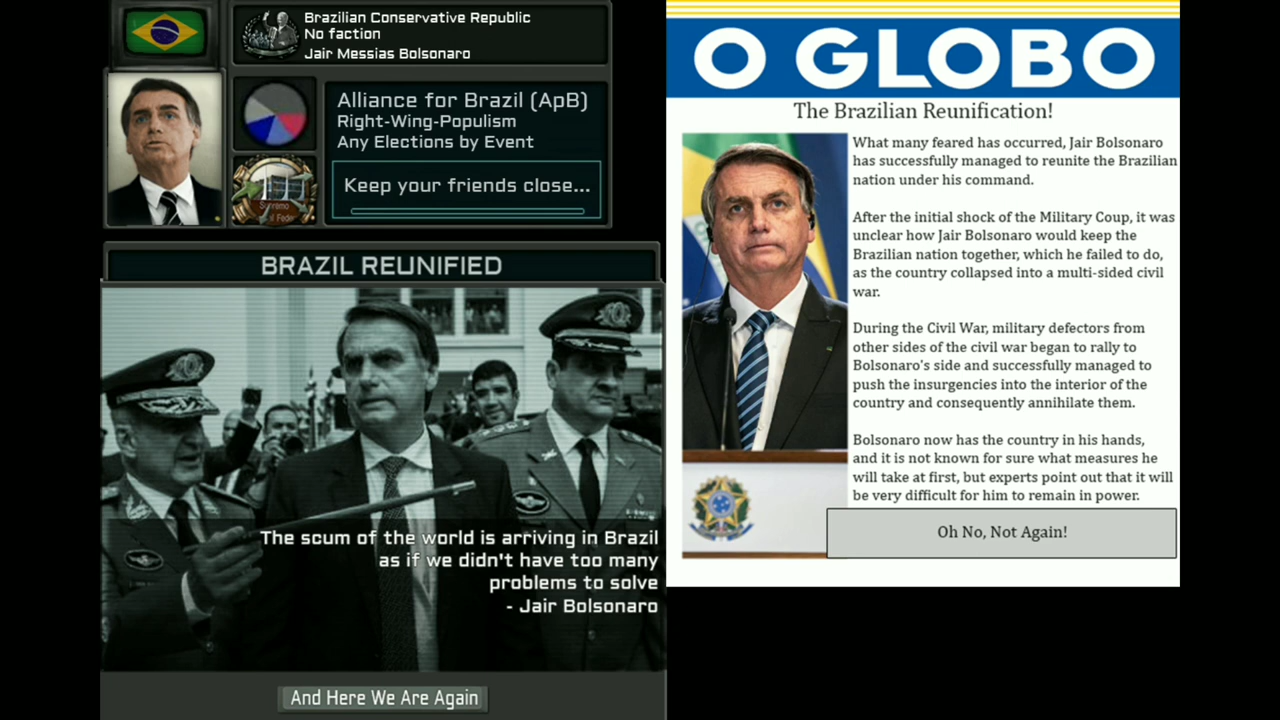 Brazilian Conservative Republic
No faction
Jair Messias Bolsonaro
Alliance for Brazil (ApB)
Right-Wing-Populism
Any Elections by Event
Keep your friends close...
BRAZIL REUNIFIED
The scum of the world is arriving in Brazil
as if we didn't have too many
problems to solve
- Jair Bolsonaro
And Here We Are Again
O GLOBO
The Brazilian Reunification!
What many feared has occurred, Jair Bolsonaro
has successfully managed to reunite the Brazilian
nation under his command.
After the initial shock of the Military Coup, it was
unclear how Jair Bolsonaro would keep the
Brazilian nation together, which he failed to do,
as the country collapsed into a multi-sided civil
war.
During the Civil War, military defectors from
other sides of the civil war began to rally to
Bolsonaro's side and successfully managed to
push the insurgencies into the interior of the
country and consequently annihilate them.
Bolsonaro now has the country in his hands,
and it is not known for sure what measures he
will take at first, but experts point out that it will
be very difficult for him to remain in power.
Oh No, Not Again!